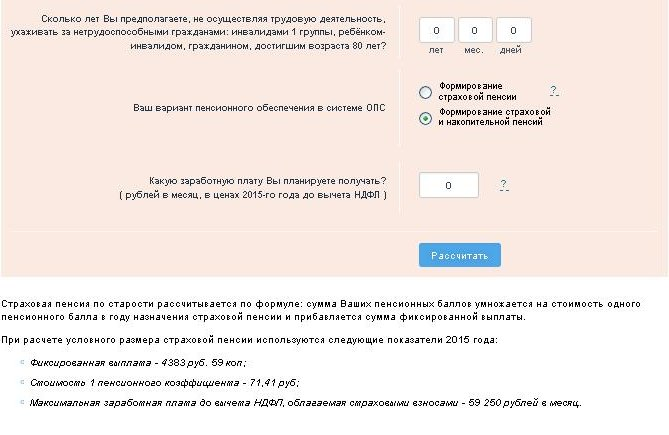 Сколько лет Вы предполагаете, не осуществляя трудовую деятельность,
ухаживать за нетрудоспособными гражданами: инвалидами 1 группы, ребёнком-
инвалидом, гражданином, достигшим возраста 80 лет?
0 0 0
лет мес. дней
Ваш вариант пенсионного обеспечения в системе ОПС
Формирование
страховой пенсии
?
Формирование страховой
и накопительной пенсий
Какую заработную плату Вы планируете получать?
( рублей в месяц, в ценах 2015-го года до вычета НДФЛ )
0 ?
Рассчитать
Страховая пенсия по старости рассчитывается по формуле: сумма Ваших пенсионных баллов умножается на стоимость одного
пенсионного балла в году назначения страховой пенсии и прибавляется сумма фиксированной выплаты.
При расчете условного размера страховой пенсии используются следующие показатели 2015 года:
Фиксированная выплата - 4383 руб. 59 коп;
Стоимость 1 пенсионного коэффициента - 71,41 руб;
Максимальная заработная плата до вычета НДФЛ, облагаемая страховыми взносами - 59 250 рублей в месяц.